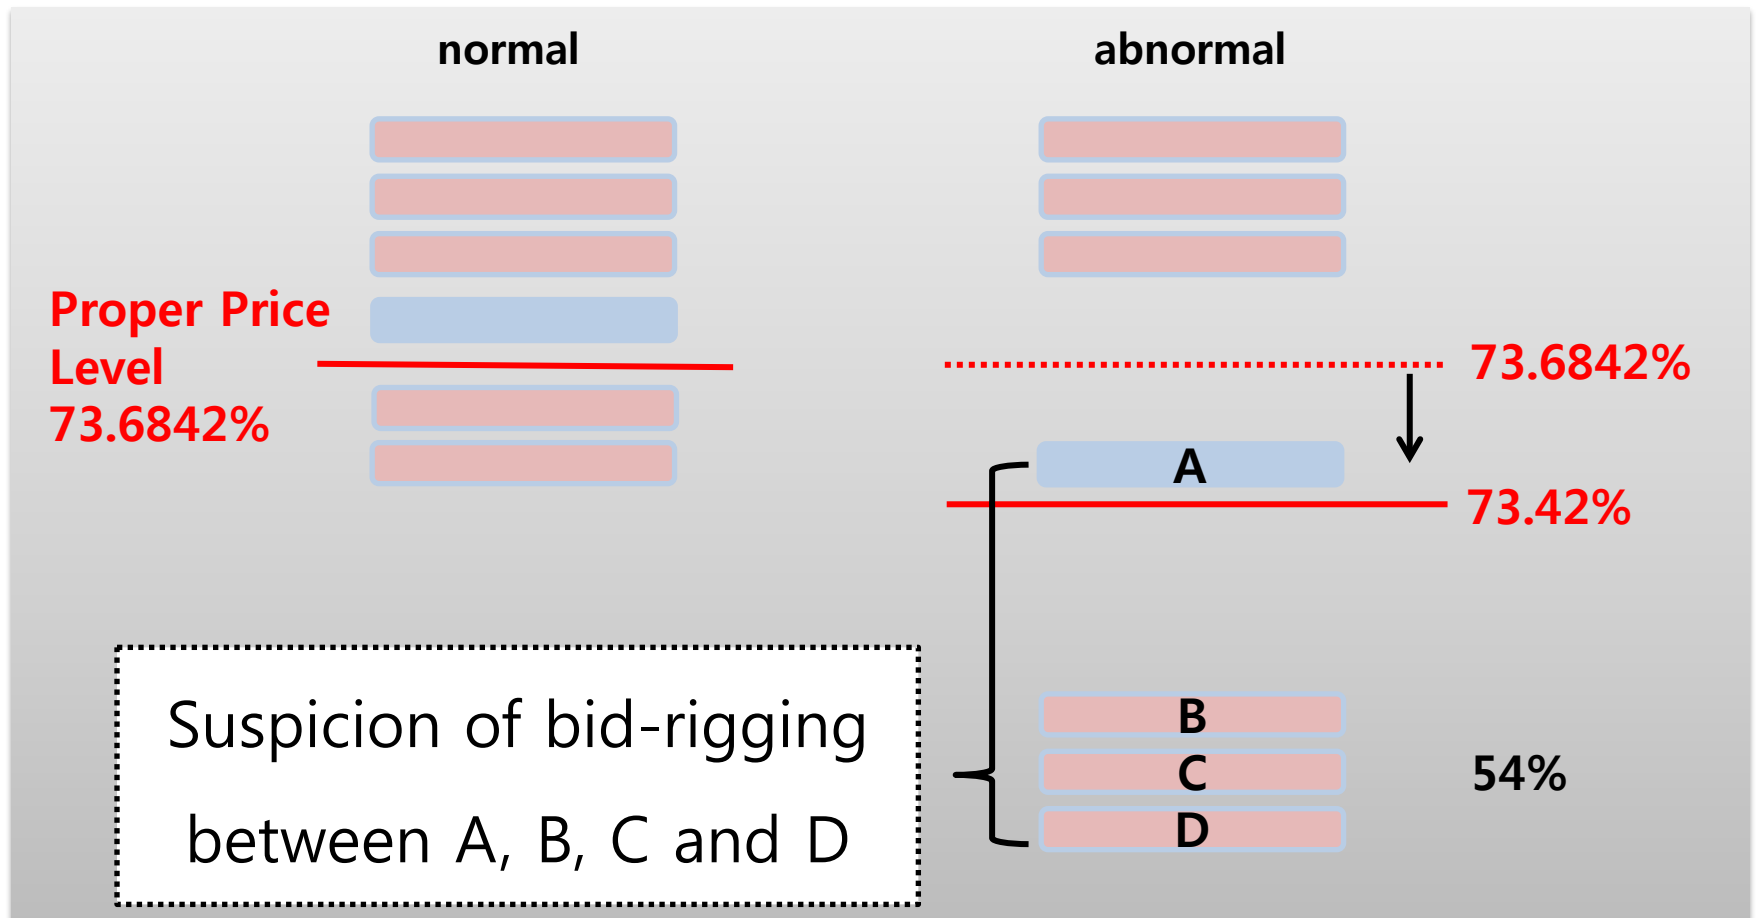 normal
abnormal
Proper Price
Level
73.6842%
73.6842%
A
73.42%
Suspicion of bid-rigging
between A, B, C and D
B
C
54%
D